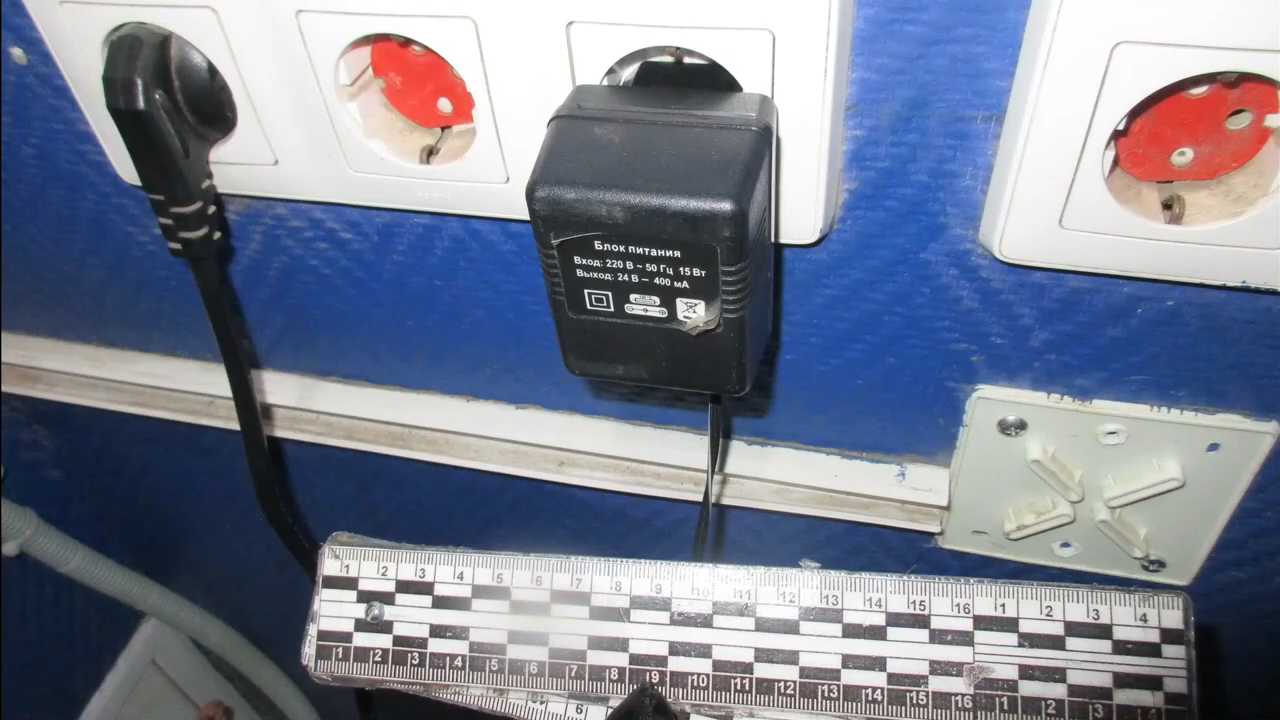 Блок питания
Вход: 220 В ~ 50 Гц 15 Вт
Выход: 24 В ⎓ 400 мА
1 2 3 4 5 6 7 8 9 10 11 12 13 14 15 16 1 2 3 4
1 2 3 4 5 6 7 8 9 10 11 12 13 14 15 16 1 2 3 4
6